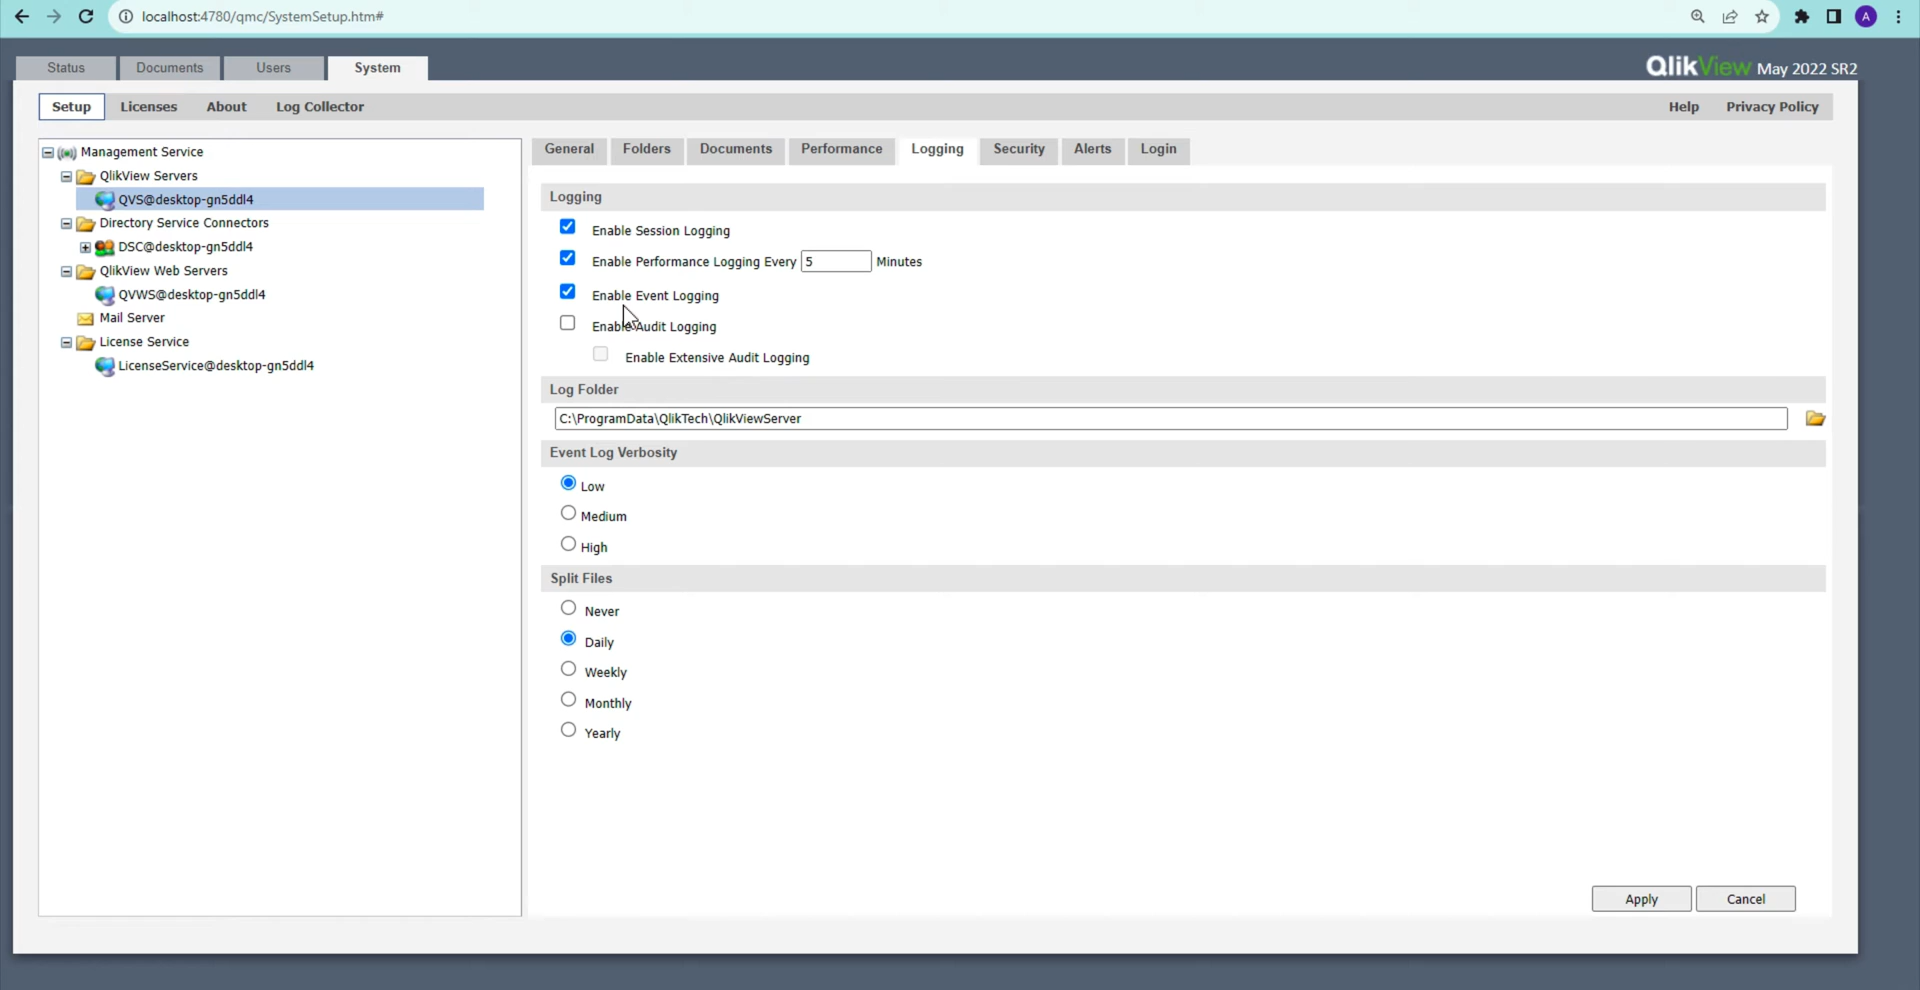 localhost:4780/qmc/SystemSetup.htm#
A
Status Documents Users System
QlikView May 2022 SR2
Setup Licenses About Log Collector Help Privacy Policy
Management Service
QlikView Servers
QVS@desktop-gn5ddl4
Directory Service Connectors
DSC@desktop-gn5ddl4
QlikView Web Servers
QVWS@desktop-gn5ddl4
Mail Server
License Service
LicenseService@desktop-gn5ddl4
General Folders Documents Performance Logging Security Alerts Login
Logging
Enable Session Logging
Enable Performance Logging Every 5 Minutes
Enable Event Logging
Enable Audit Logging
Enable Extensive Audit Logging
Log Folder
C:\ProgramData\QlikTech\QlikViewServer
Event Log Verbosity
Low
Medium
High
Split Files
Never
Daily
Weekly
Monthly
Yearly
Apply Cancel